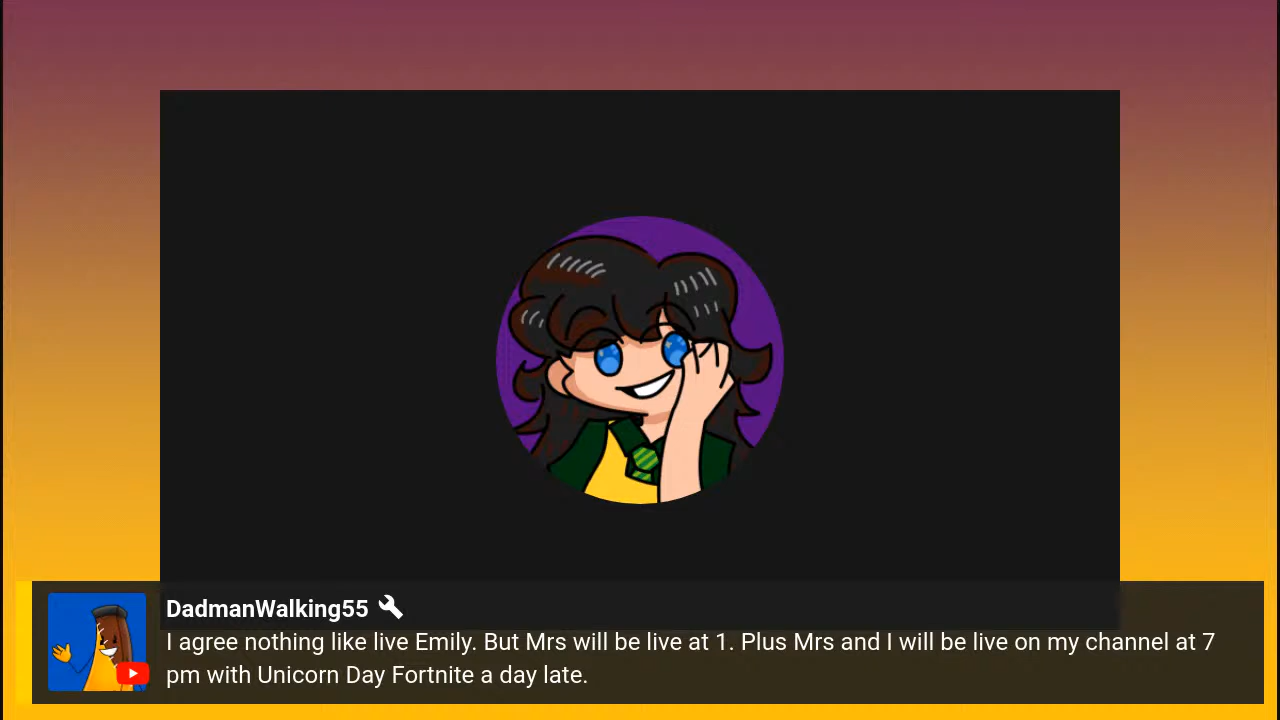 DadmanWalking55
I agree nothing like live Emily. But Mrs will be live at 1. Plus Mrs and I will be live on my channel at 7
pm with Unicorn Day Fortnite a day late.